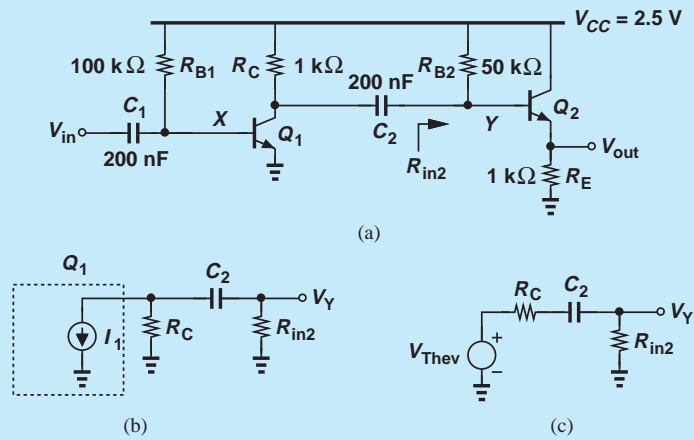 V_CC = 2.5 V
100 kΩ R_B1 R_C 1 kΩ
200 nF R_B2 50 kΩ
C_1 X Q_1 C_2 Y Q_2
V_in V_out
200 nF R_in2 1 kΩ R_E
(a)
Q_1 C_2 V_Y
I_1 R_C R_in2
(b)
R_C C_2 V_Y
V_Thev + − R_in2
(c)